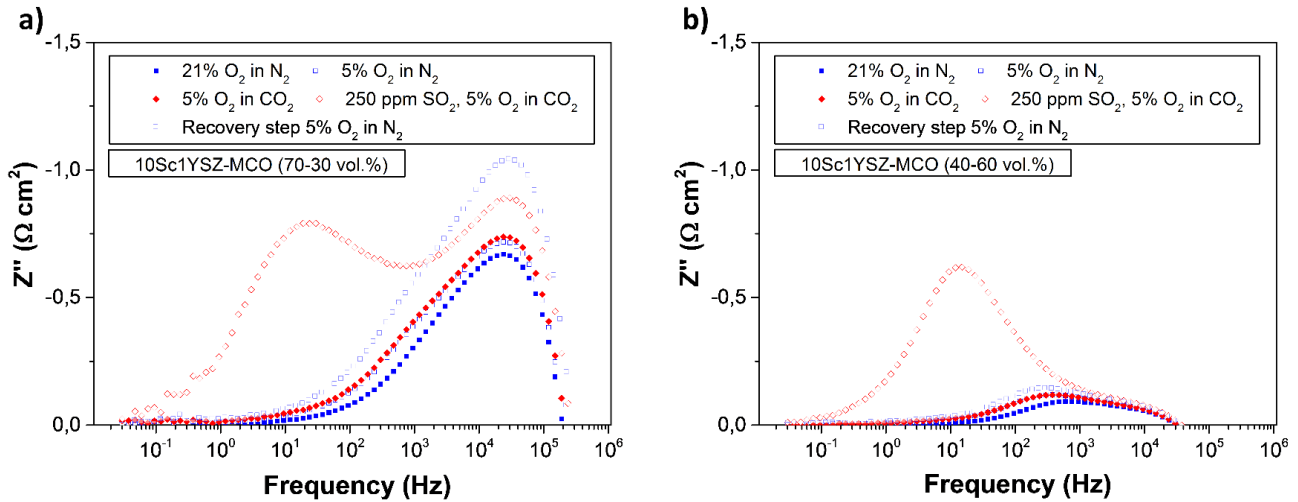 a)
-1,5
-1,0
-0,5
0,0
Z'' (Ω cm²)
21% O₂ in N₂ 5% O₂ in N₂
5% O₂ in CO₂ 250 ppm SO₂, 5% O₂ in CO₂
Recovery step 5% O₂ in N₂
10Sc1YSZ-MCO (70-30 vol.%)
10⁻¹ 10⁰ 10¹ 10² 10³ 10⁴ 10⁵ 10⁶
Frequency (Hz)
b)
-1,5
-1,0
-0,5
0,0
Z'' (Ω cm²)
21% O₂ in N₂ 5% O₂ in N₂
5% O₂ in CO₂ 250 ppm SO₂, 5% O₂ in CO₂
Recovery step 5% O₂ in N₂
10Sc1YSZ-MCO (40-60 vol.%)
10⁻¹ 10⁰ 10¹ 10² 10³ 10⁴ 10⁵ 10⁶
Frequency (Hz)